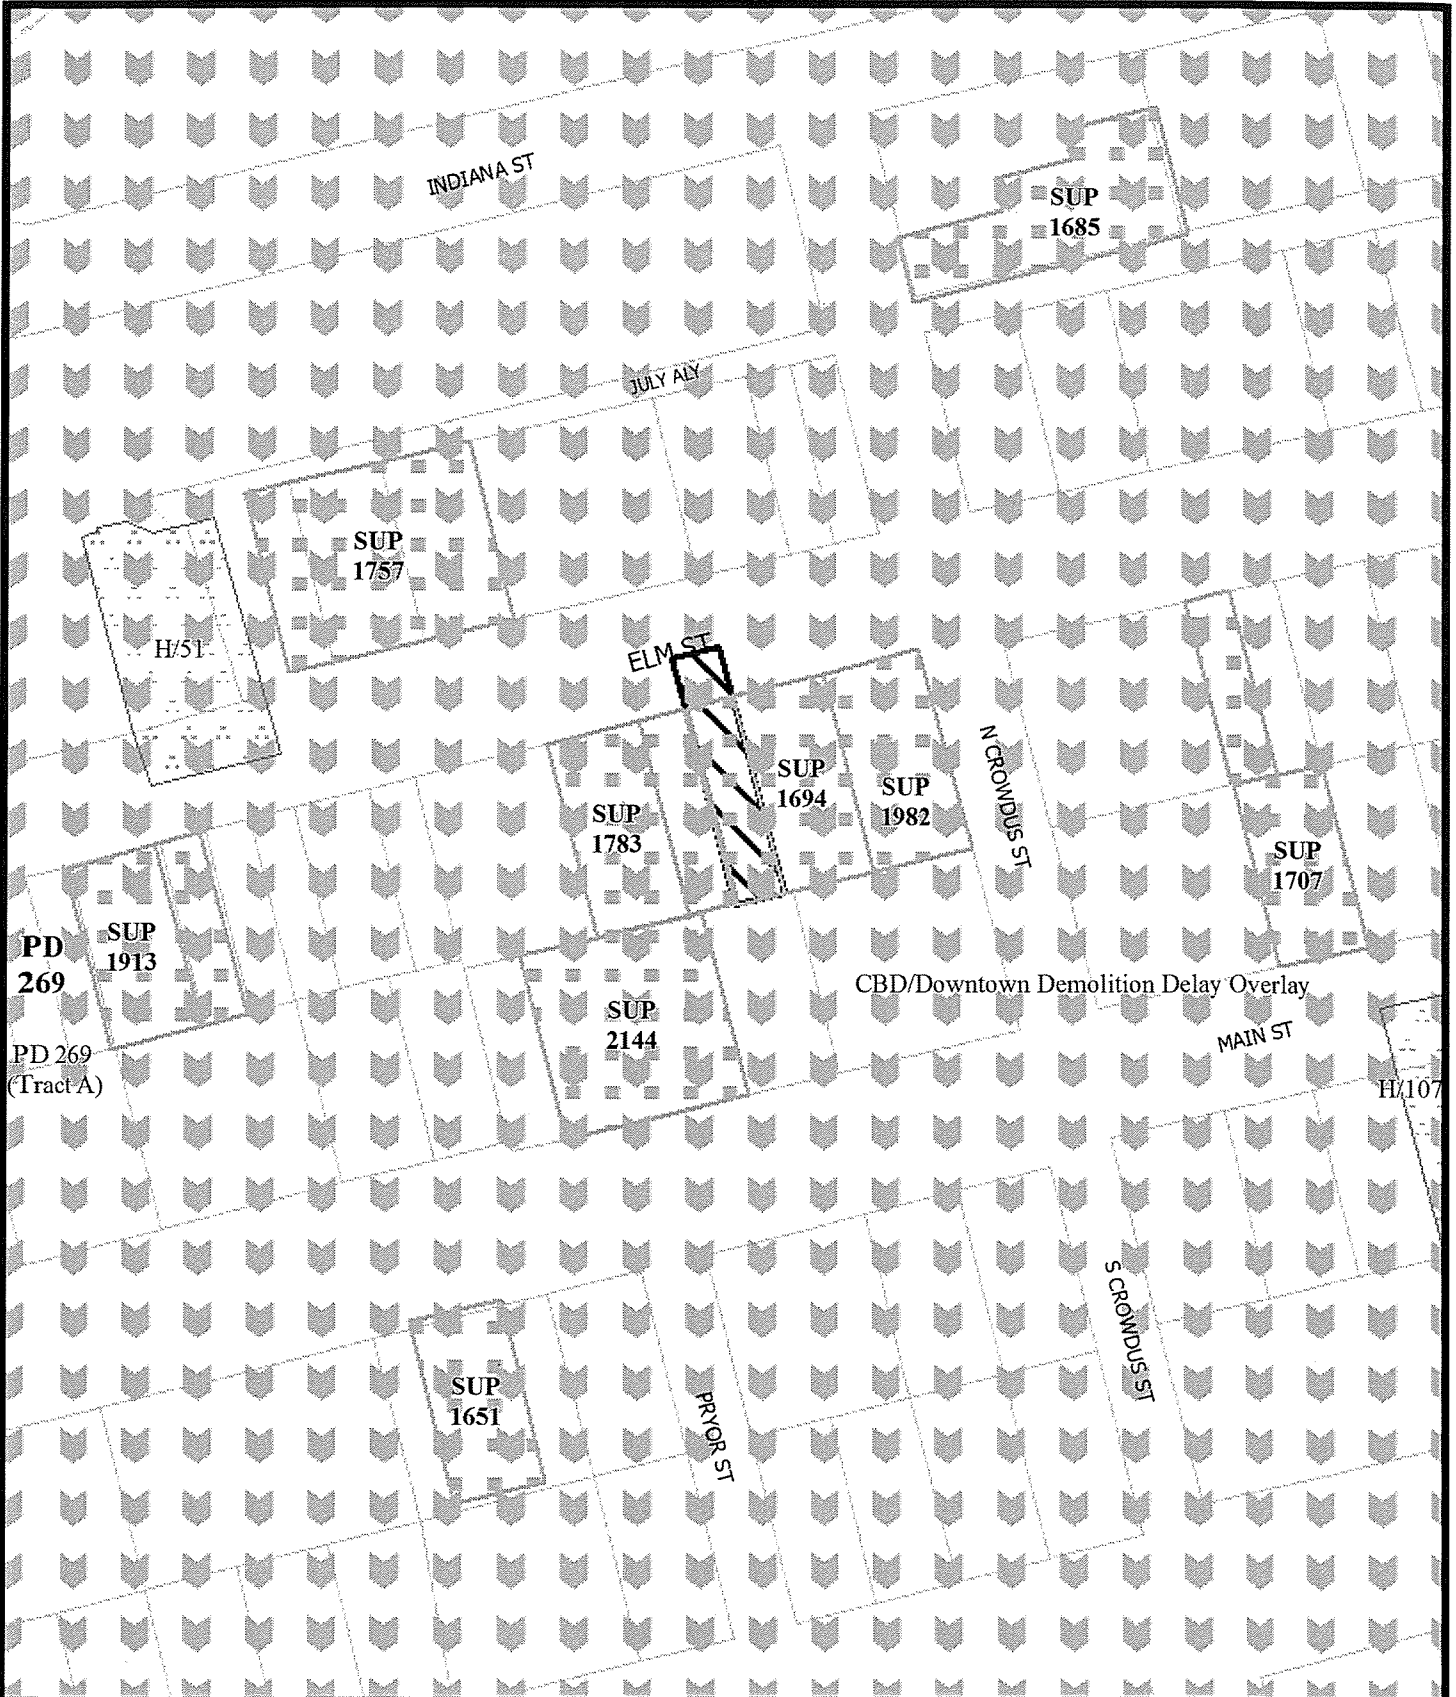 INDIANA ST
SUP
1685
JULY ALY
SUP
1757
H/51
ELM ST
SUP
1694
SUP
1982
N CROWDUS ST
SUP
1783
SUP
1707
SUP
1913
PD
269
CBD/Downtown Demolition Delay Overlay
SUP
2144
MAIN ST
PD 269
(Tract A)
H/107
S CROWDUS ST
SUP
1651
PRYOR ST